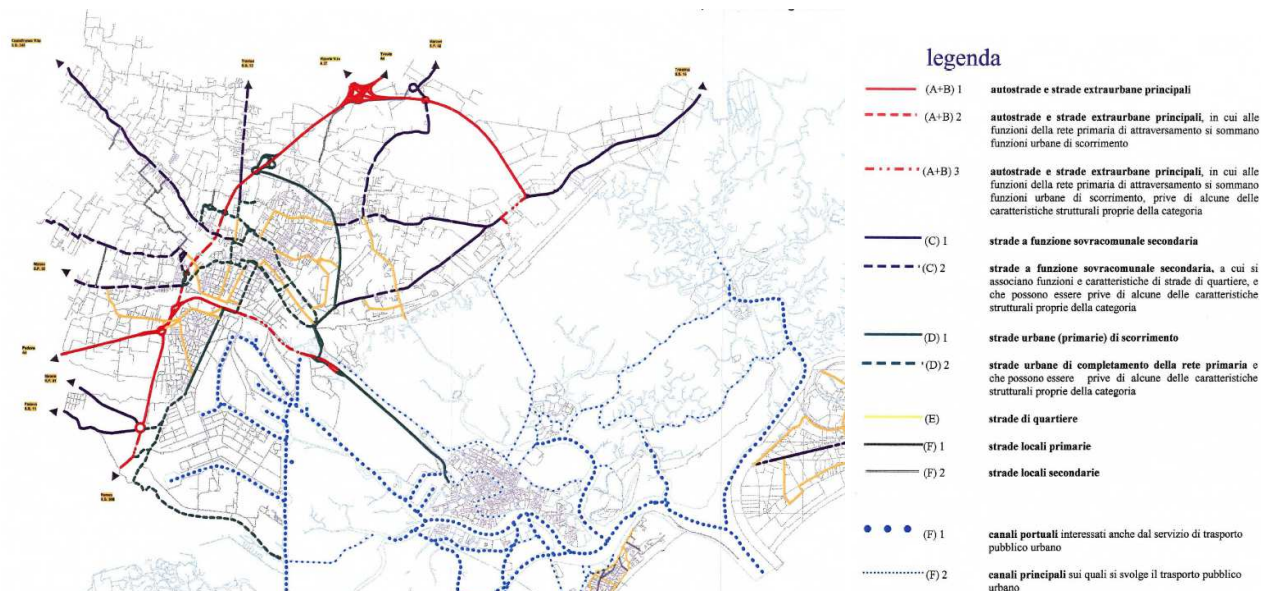 Treviso
legenda
(A+B) 1 autostrade e strade extraurbane principali
(A+B) 2 autostrade e strade extraurbane principali, in cui alle
funzioni della rete primaria di attraversamento si sommano
funzioni urbane di scorrimento
(A+B) 3 autostrade e strade extraurbane principali, in cui alle
funzioni della rete primaria di attraversamento si sommano
funzioni urbane di scorrimento, prive di alcune delle
caratteristiche strutturali proprie della categoria
(C) 1 strade a funzione sovracomunale secondaria
(C) 2 strade a funzione sovracomunale secondaria, a cui si
associano funzioni e caratteristiche di strade di quartiere, e
che possono essere prive di alcune delle caratteristiche
strutturali proprie della categoria
(D) 1 strade urbane (primarie) di scorrimento
(D) 2 strade urbane di completamento della rete primaria e
che possono essere prive di alcune delle caratteristiche
strutturali proprie della categoria
(E) strade di quartiere
(F) 1 strade locali primarie
(F) 2 strade locali secondarie
(F) 1 canali portuali interessati anche dal servizio di trasporto
pubblico urbano
(F) 2 canali principali sui quali si svolge il trasporto pubblico
urbano